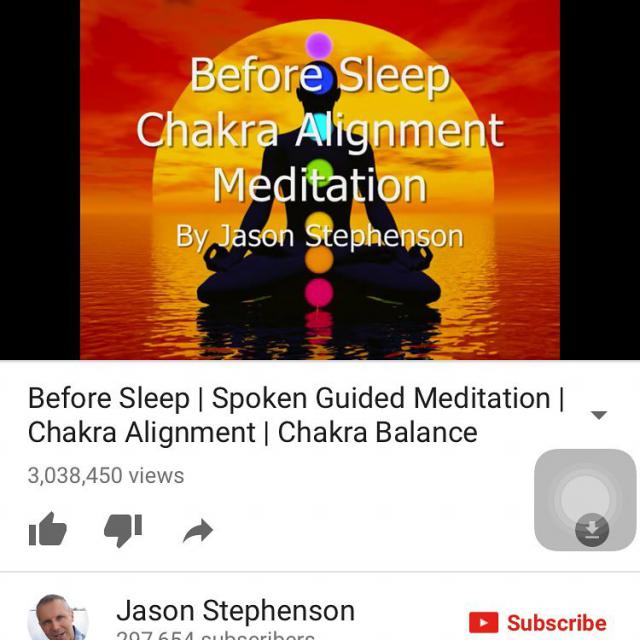 Before Sleep
Chakra Alignment
Meditation
By Jason Stephenson
Before Sleep | Spoken Guided Meditation |
Chakra Alignment | Chakra Balance
3,038,450 views
Jason Stephenson
297,654 subscribers
Subscribe